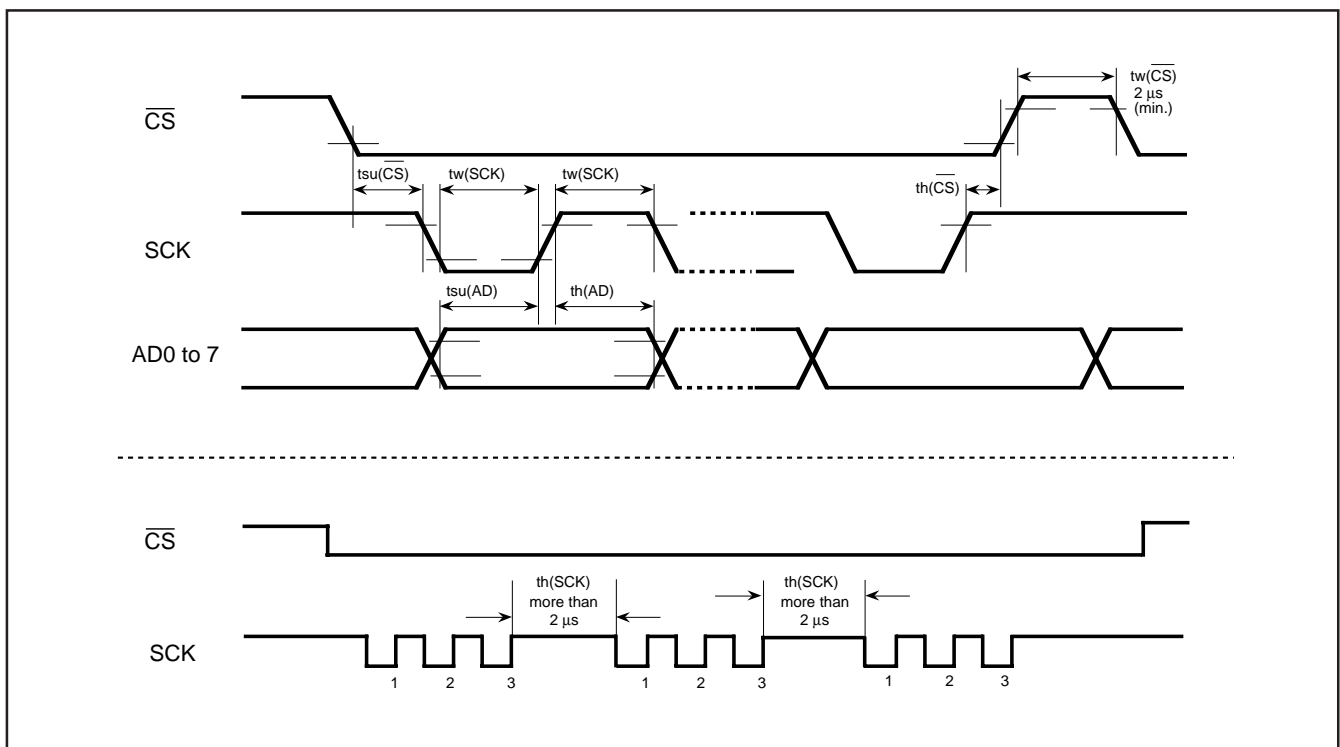 CS
tw(CS)
2 µs
(min.)
tsu(CS)
tw(SCK)
tw(SCK)
th(CS)
SCK
tsu(AD)
th(AD)
AD0 to 7
CS
th(SCK)
more than
2 µs
th(SCK)
more than
2 µs
SCK
1 2 3 1 2 3 1 2 3